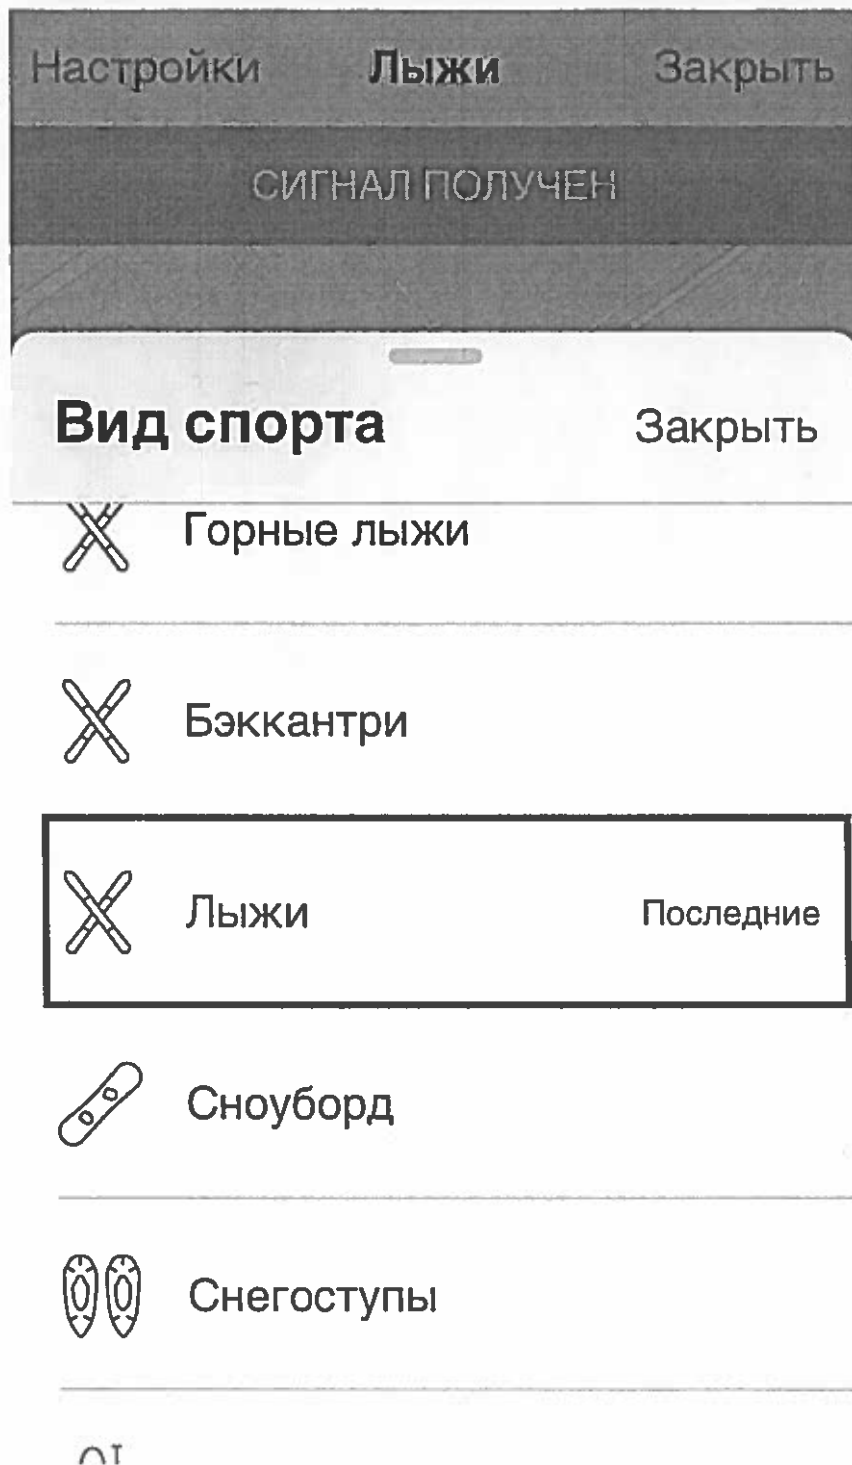 Настройки Лыжи Закрыть
СИГНАЛ ПОЛУЧЕН
Вид спорта Закрыть
Горные лыжи
Бэккантри
Лыжи Последние
Сноуборд
Снегоступы